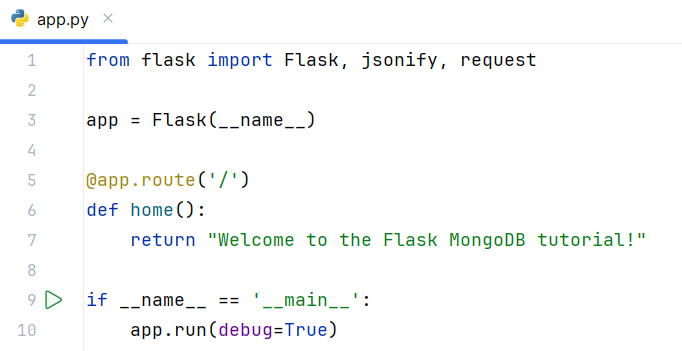 app.py
1 from flask import Flask, jsonify, request
2
3 app = Flask(__name__)
4
5 @app.route('/')
6 def home():
7     return "Welcome to the Flask MongoDB tutorial!"
8
9 if __name__ == '__main__':
10     app.run(debug=True)